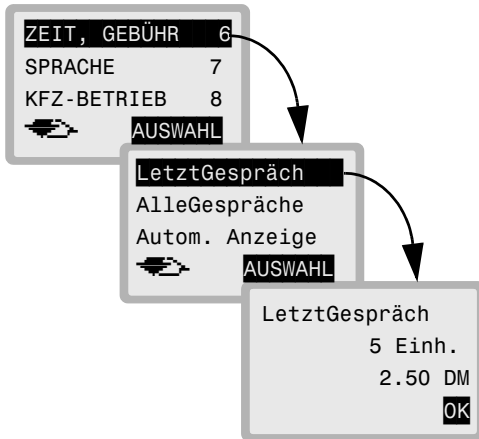 ZEIT, GEBÜHR 6
SPRACHE 7
KFZ-BETRIEB 8
AUSWAHL
LetztGespräch
AlleGespräche
Autom. Anzeige
AUSWAHL
LetztGespräch
5 Einh.
2.50 DM
OK